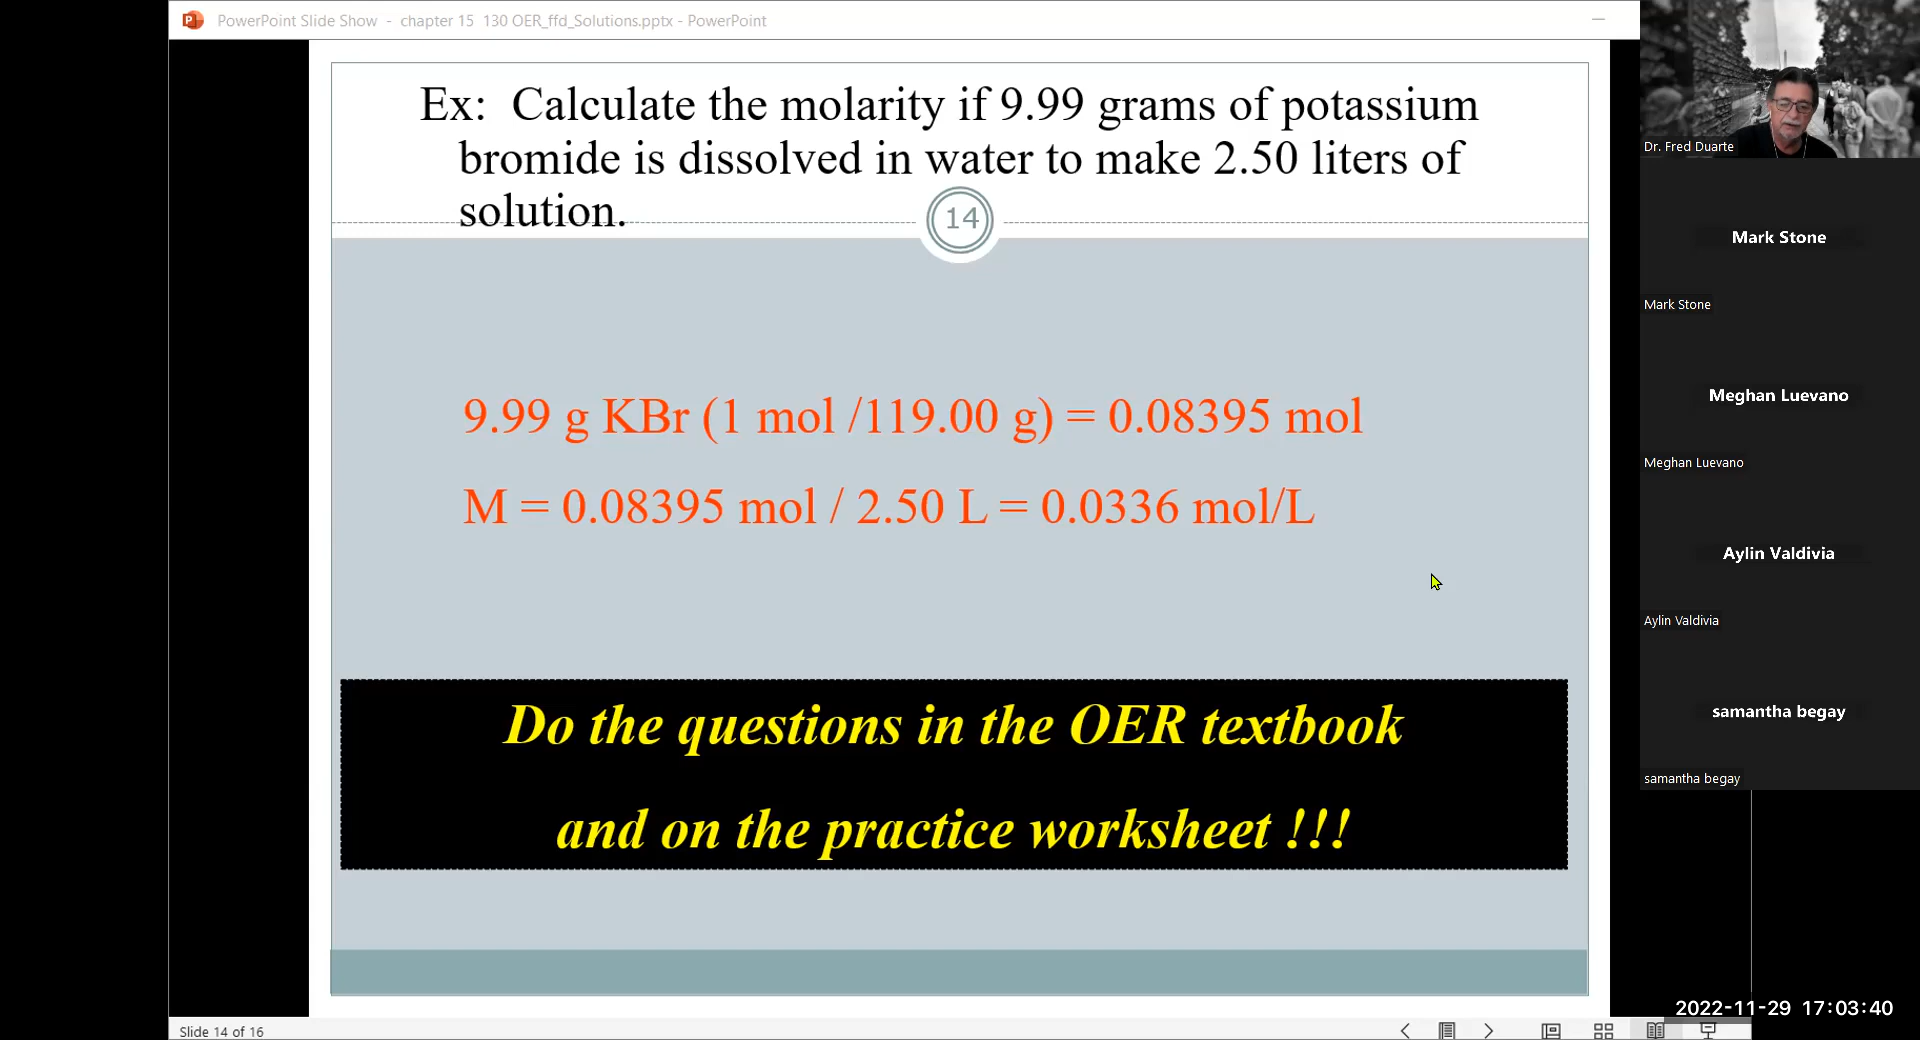 PowerPoint Slide Show - chapter 15 130 OER_ffd_Solutions.pptx - PowerPoint
Ex: Calculate the molarity if 9.99 grams of potassium
bromide is dissolved in water to make 2.50 liters of
solution.
14
9.99 g KBr (1 mol /119.00 g) = 0.08395 mol
M = 0.08395 mol / 2.50 L = 0.0336 mol/L
Do the questions in the OER textbook
and on the practice worksheet !!!
Slide 14 of 16
Dr. Fred Duarte
Mark Stone
Mark Stone
Meghan Luevano
Meghan Luevano
Aylin Valdivia
Aylin Valdivia
samantha begay
samantha begay
2022-11-29 17:03:40